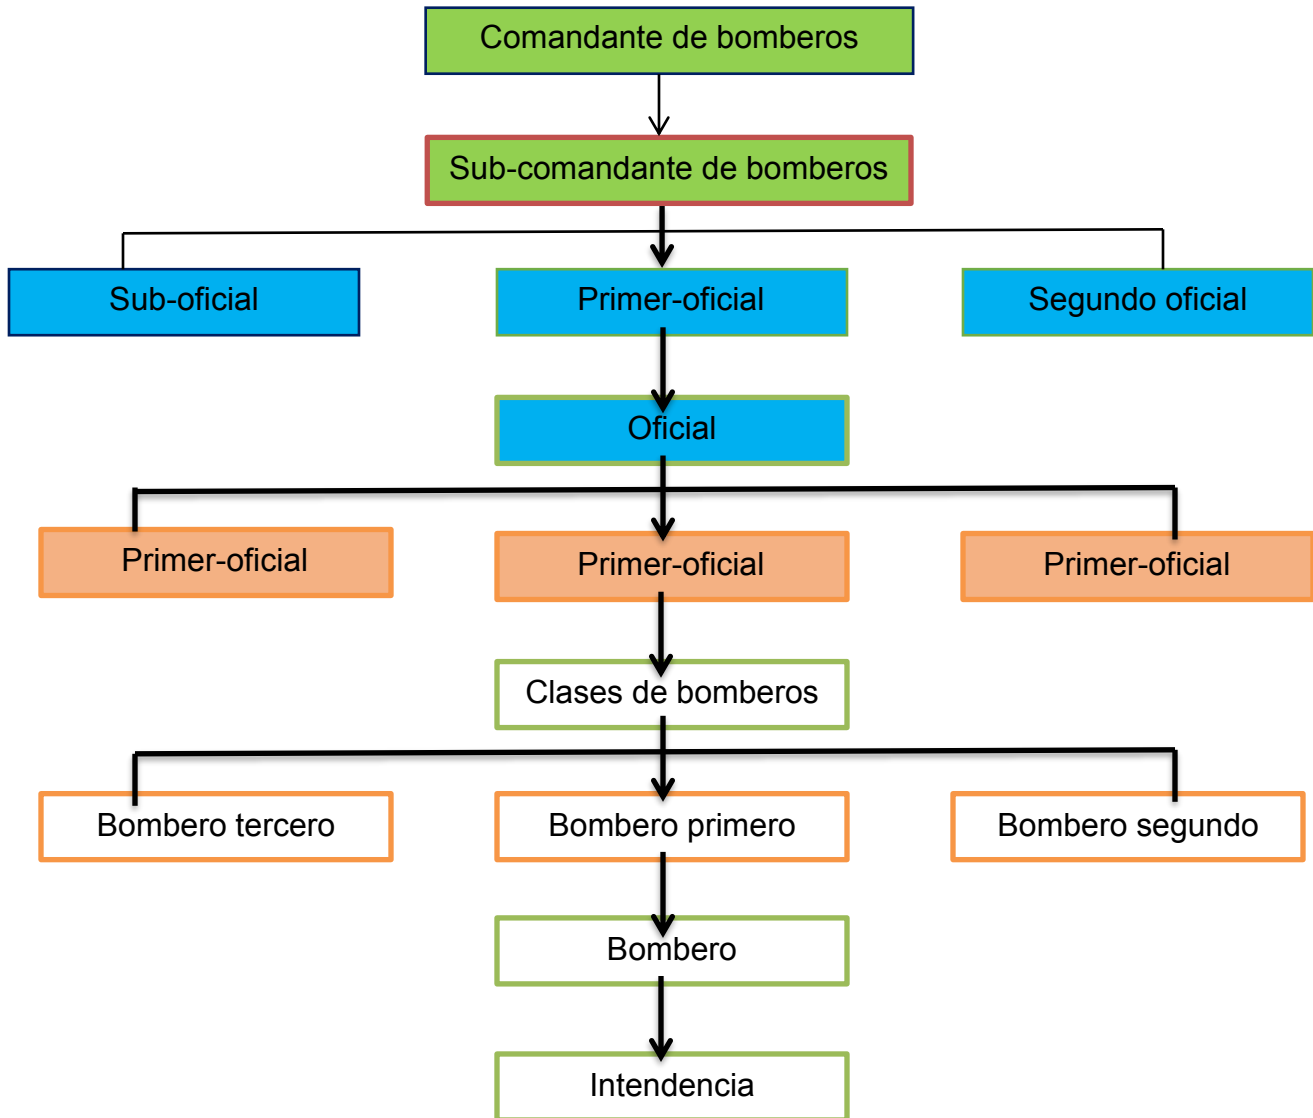 Comandante de bomberos
Sub-comandante de bomberos
Sub-oficial
Primer-oficial
Segundo oficial
Oficial
Primer-oficial
Primer-oficial
Primer-oficial
Clases de bomberos
Bombero tercero
Bombero primero
Bombero segundo
Bombero
Intendencia